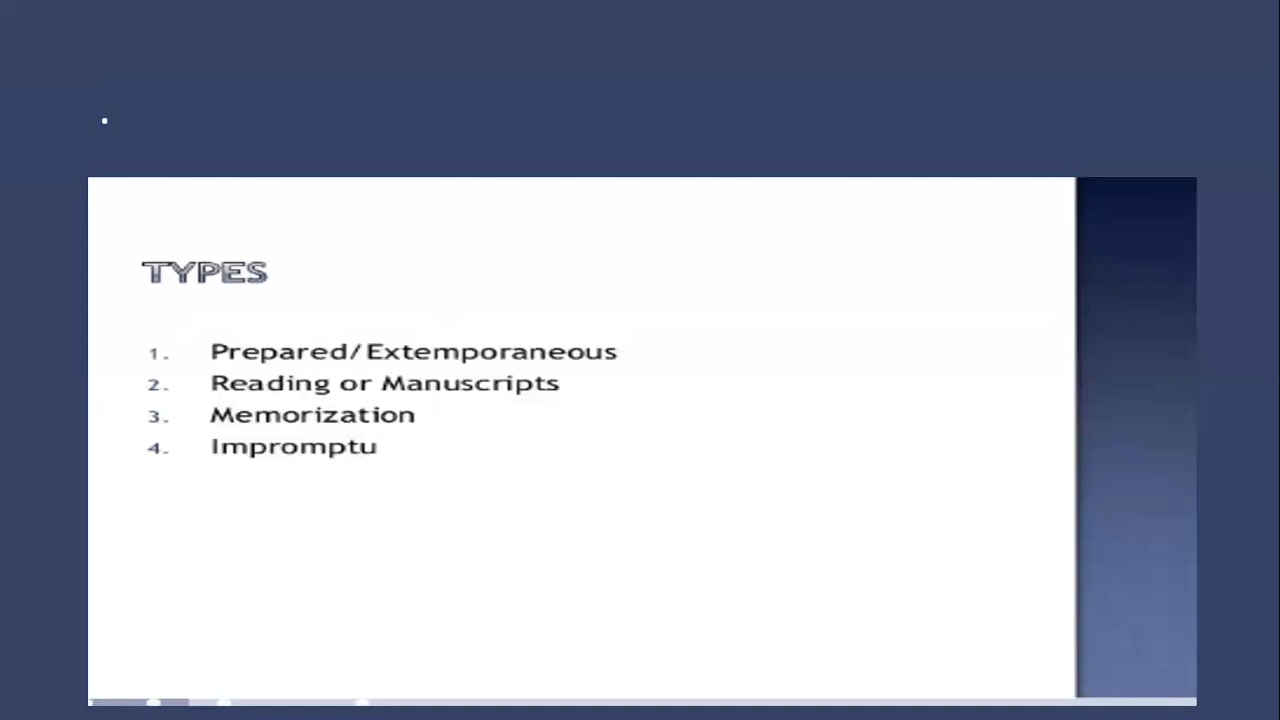 TYPES
1. Prepared/Extemporaneous
2. Reading or Manuscripts
3. Memorization
4. Impromptu